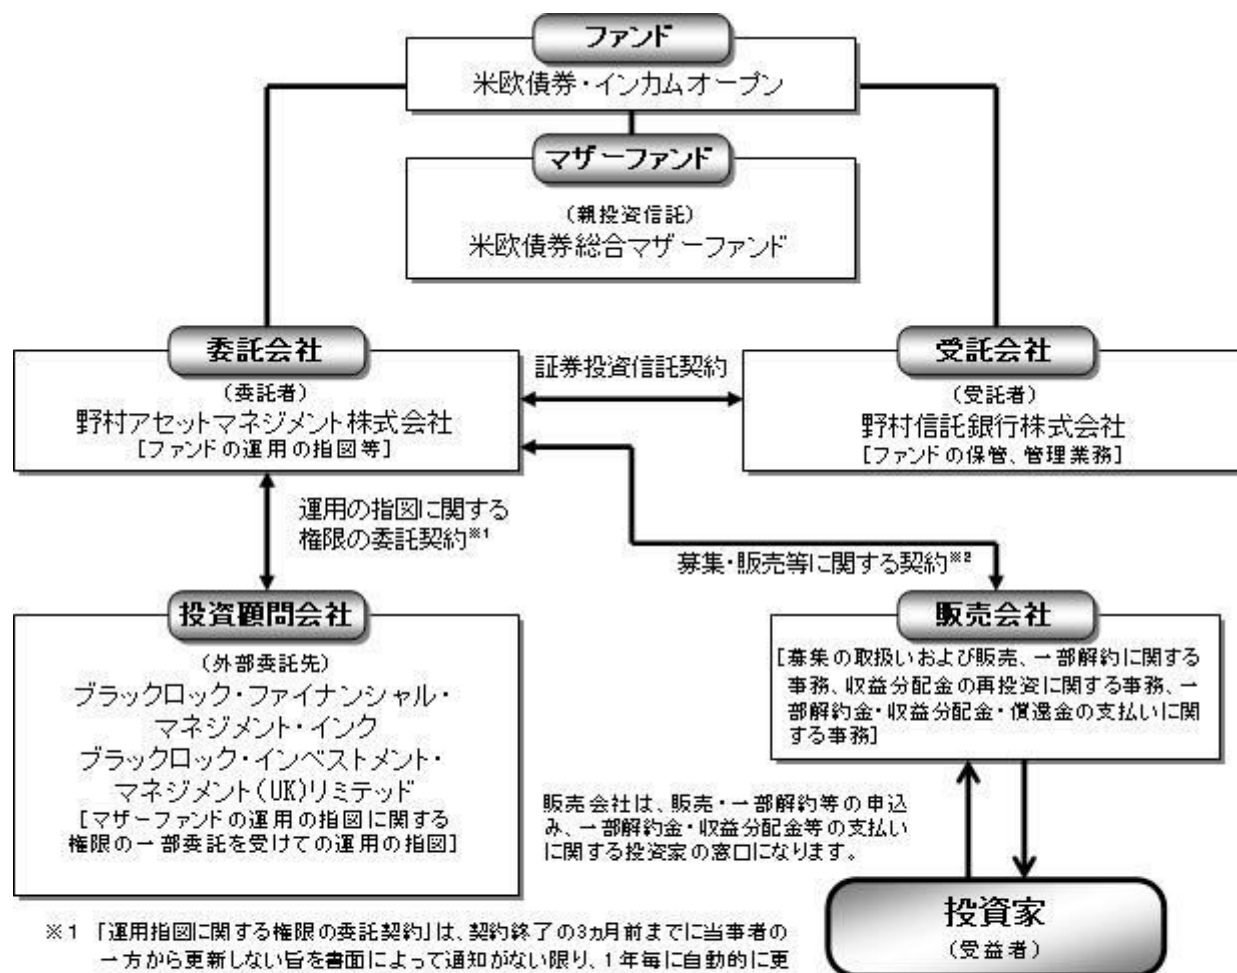 ファンド
米欧債券・インカムオープン
マザーファンド
（親投資信託）
米欧債券総合マザーファンド
委託会社
（委託者）
野村アセットマネジメント株式会社
[ファンドの運用の指図等]
証券投資信託契約
受託会社
（受託者）
野村信託銀行株式会社
[ファンドの保管、管理業務]
運用の指図に関する
権限の委託契約※1
募集・販売等に関する契約※2
投資顧問会社
（外部委託先）
ブラックロック・ファイナンシャル・
マネジメント・インク
ブラックロック・インベストメント・
マネジメント(UK)リミテッド
[マザーファンドの運用の指図に関する
権限の一部委託を受けての運用の指図]
販売会社
[募集の取扱いおよび販売、一部解約に関する
事務、収益分配金の再投資に関する事務、一
部解約金・収益分配金・償還金の支払いに関
する事務]
販売会社は、販売・一部解約等の申込
み、一部解約金・収益分配金等の支払い
に関する投資家の窓口になります。
投資家
（受益者）
※1 「運用指図に関する権限の委託契約」は、契約終了の3ヵ月前までに当事者の
一方から更新しない旨を書面によって通知がない限り、1年毎に自動的に更